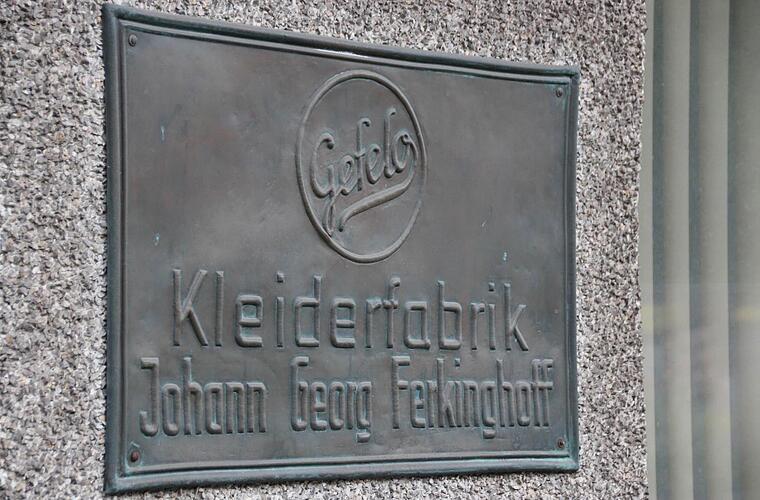 Gefelo
Kleiderfabrik
Johann Georg Ferkinghoff